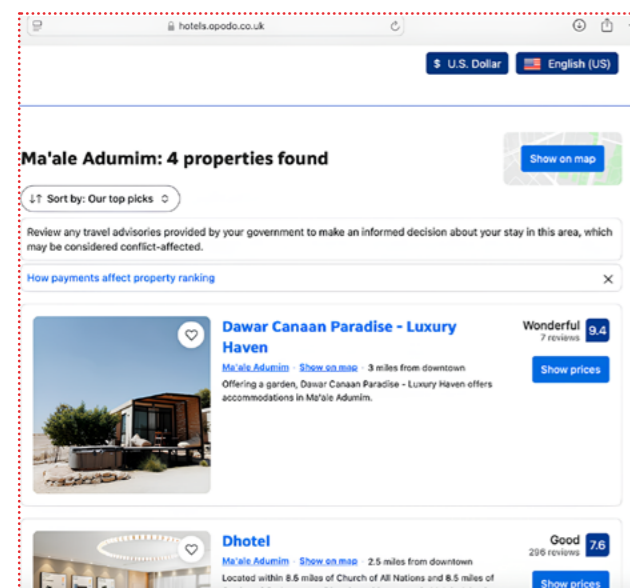 hotels.opodo.co.uk
$ U.S. Dollar
English (US)
Ma'ale Adumim: 4 properties found
Show on map
Sort by: Our top picks
Review any travel advisories provided by your government to make an informed decision about your stay in this area, which
may be considered conflict-affected.
How payments affect property ranking
Dawar Canaan Paradise - Luxury
Haven
Wonderful 9.4
7 reviews
Ma'ale Adumim · Show on map · 3 miles from downtown
Show prices
Offering a garden, Dawar Canaan Paradise - Luxury Haven offers
accommodations in Ma'ale Adumim.
Dhotel
Good 7.6
296 reviews
Ma'ale Adumim · Show on map · 2.5 miles from downtown
Located within 8.6 miles of Church of All Nations and 8.5 miles of
Show prices